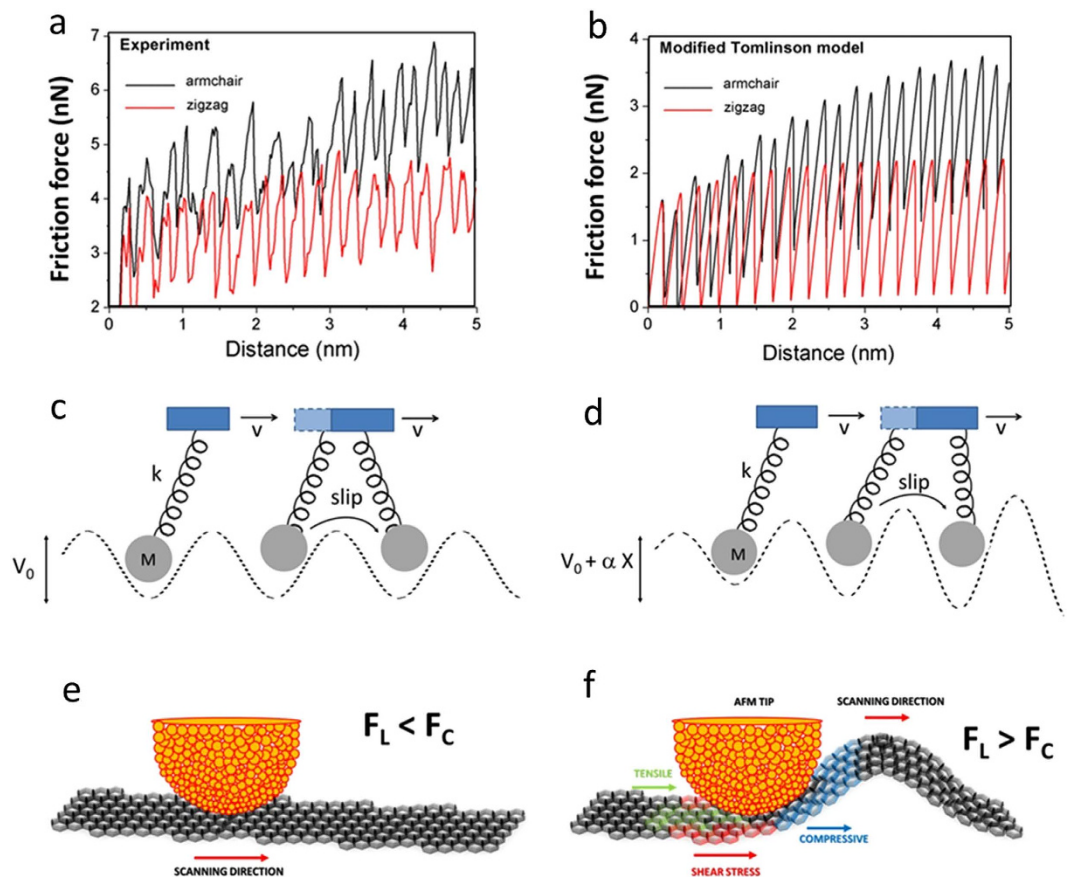 a
Experiment
armchair
zigzag
Friction force (nN)
7
6
5
4
3
2
0
1
2
3
4
5
Distance (nm)
b
Modified Tomlinson model
armchair
zigzag
Friction force (nN)
4
3
2
1
0
0
1
2
3
4
5
Distance (nm)
c
v
v
k
slip
M
V0
d
v
v
k
slip
M
V0 + α X
e
FL < FC
SCANNING DIRECTION
f
AFM TIP
SCANNING DIRECTION
FL > FC
TENSILE
COMPRESSIVE
SHEAR STRESS